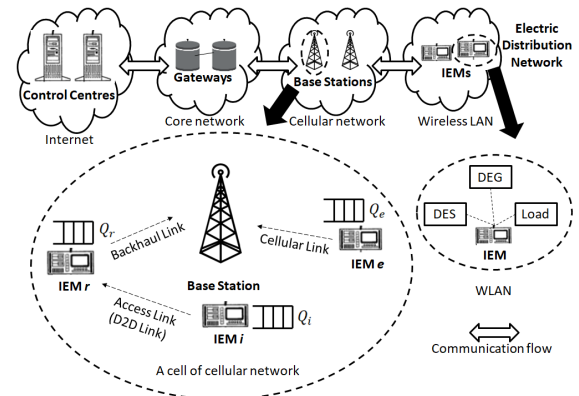 Electric
Distribution
Network
Control Centres
Gateways
Base Stations
IEMs
Internet
Core network
Cellular network
Wireless LAN
Q_r
Backhaul Link
IEM r
Base Station
Q_e
Cellular Link
IEM e
Access Link
(D2D Link)
IEM i
Q_i
A cell of cellular network
DEG
DES
Load
IEM
WLAN
Communication flow